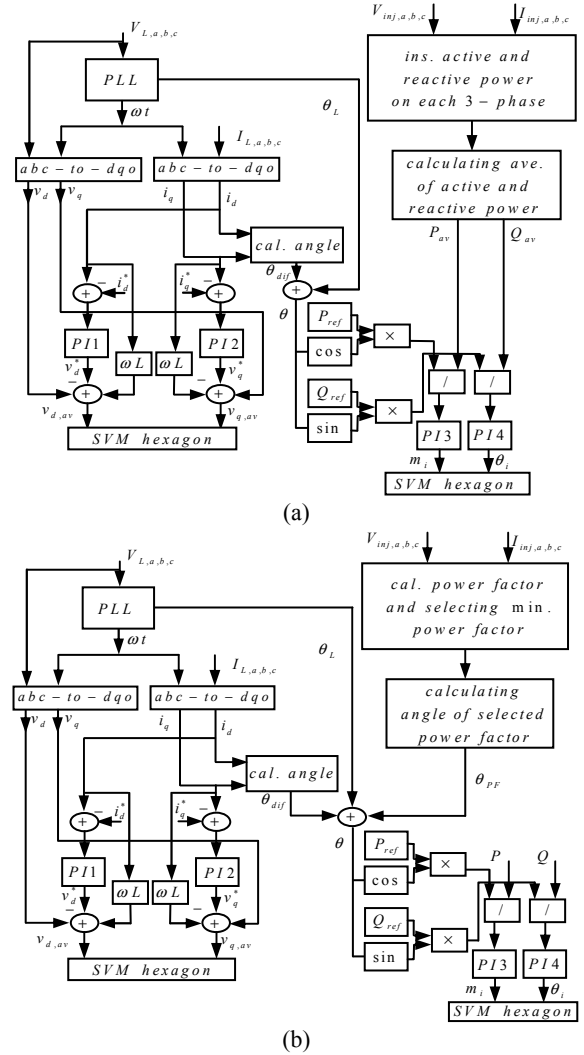 V_{L,a,b,c}
V_{inj,a,b,c} I_{inj,a,b,c}
PLL
ins. active and
reactive power
on each 3-phase
ωt
θ_L
I_{L,a,b,c}
abc-to-dqo abc-to-dqo
calculating ave.
of active and
reactive power
v_d v_q i_q i_d
P_{av} Q_{av}
cal. angle
θ_{dif}
− i_d^* i_q^* −
+ + +
θ
P_{ref}
×
cos
PI1 ωL ωL PI2
v_d^* v_q^*
/ /
Q_{ref}
×
sin
− −
+ +
v_{d,av} v_{q,av}
PI3 PI4
m_i θ_i
SVM hexagon
SVM hexagon
(a)
V_{L,a,b,c}
V_{inj,a,b,c} I_{inj,a,b,c}
PLL
cal. power factor
and selecting min.
power factor
ωt
θ_L
I_{L,a,b,c}
abc-to-dqo abc-to-dqo
calculating
angle of selected
power factor
v_d v_q i_q i_d
cal. angle
θ_{dif}
θ_{PF}
− i_d^* i_q^* −
+ + +
θ
P_{ref}
×
cos
P Q
PI1 ωL ωL PI2
v_d^* v_q^*
/ /
Q_{ref}
×
sin
− −
+ +
v_{d,av} v_{q,av}
PI3 PI4
m_i θ_i
SVM hexagon
SVM hexagon
(b)